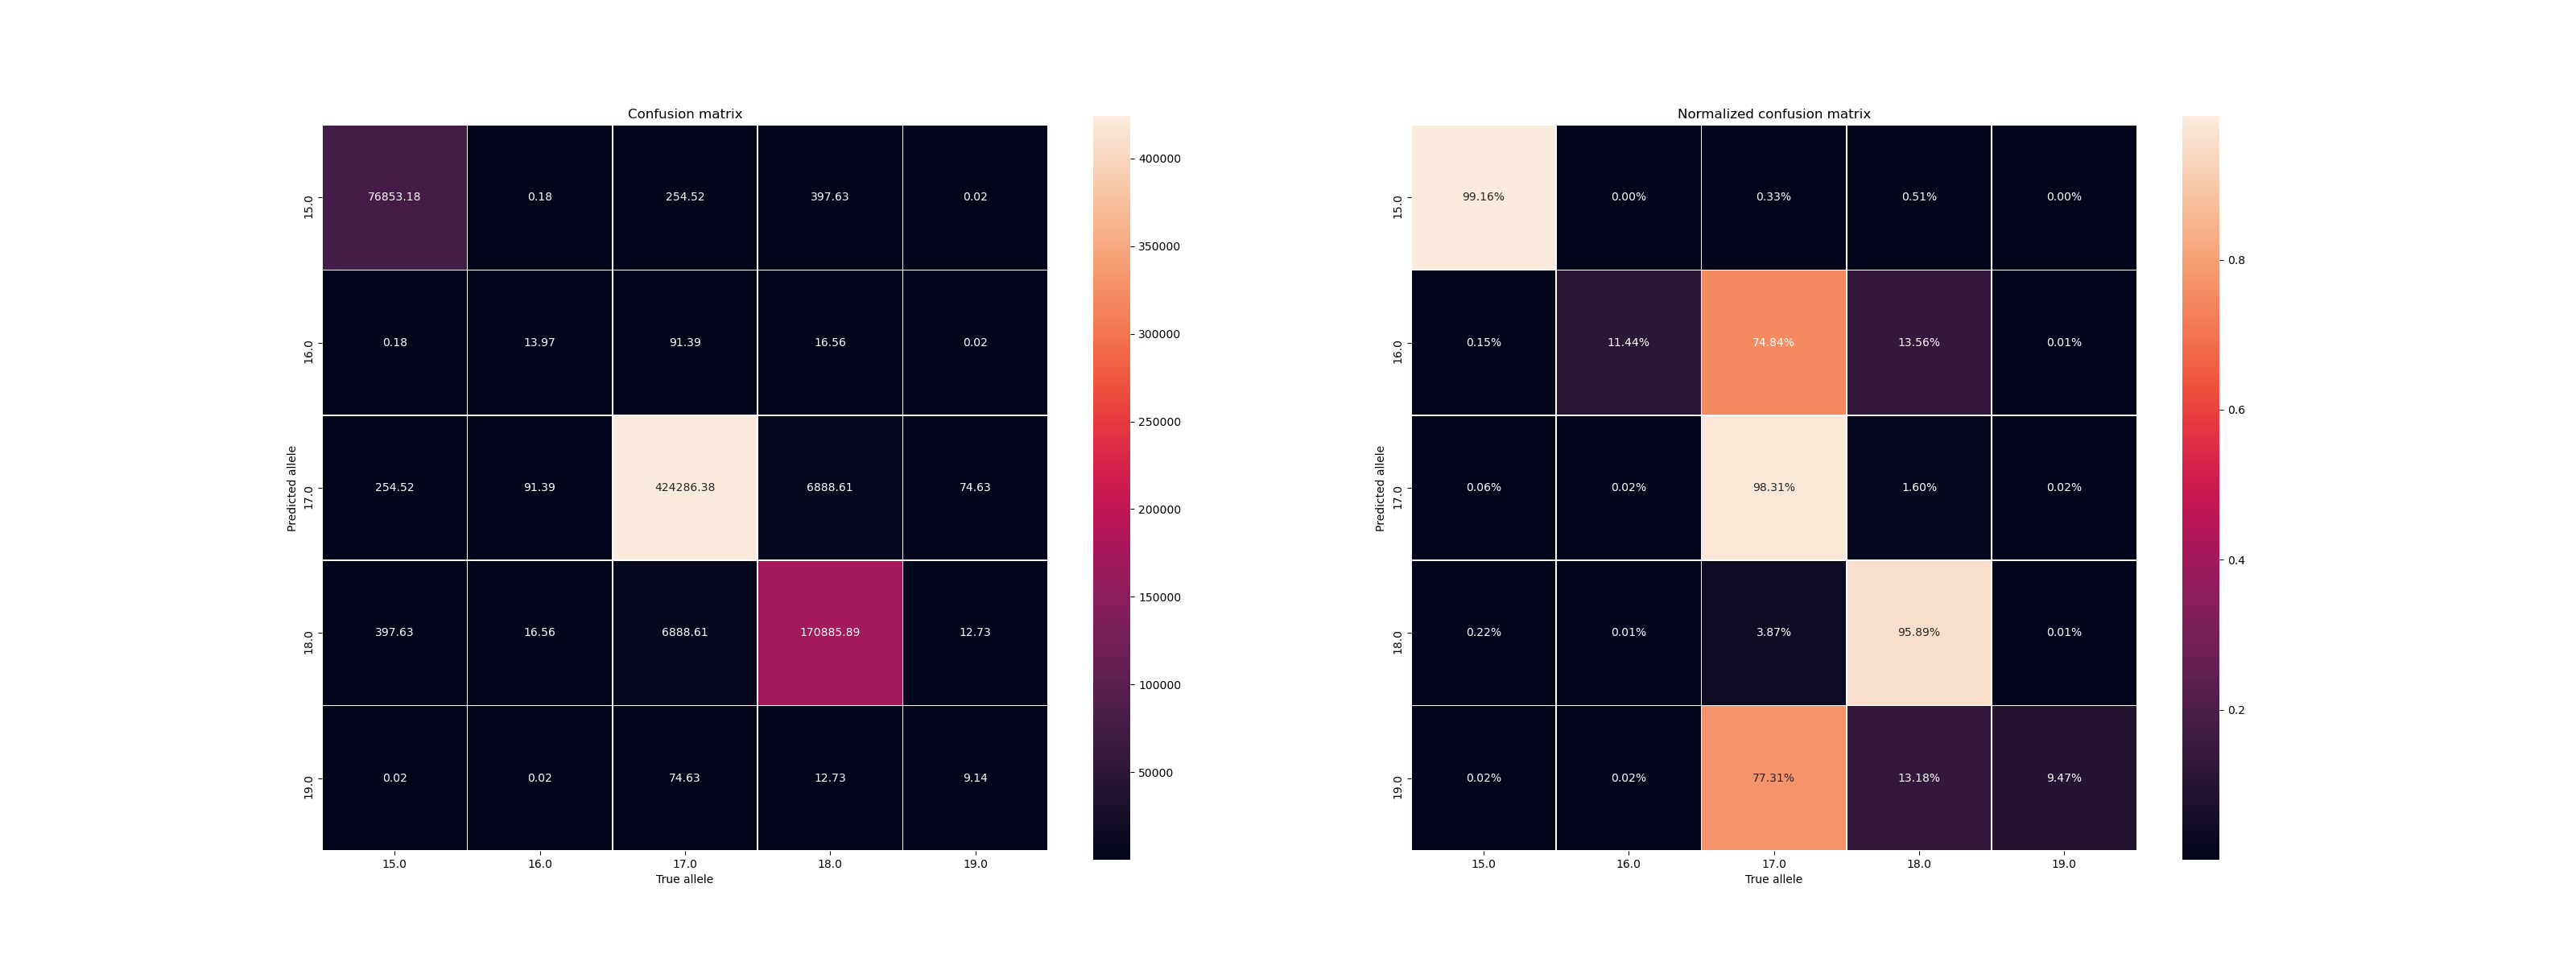 Confusion matrix
15.0 76853.18 0.18 254.52 397.63 0.02
16.0 0.18 13.97 91.39 16.56 0.02
17.0 254.52 91.39 424286.38 6888.61 74.63
18.0 397.63 16.56 6888.61 170885.89 12.73
19.0 0.02 0.02 74.63 12.73 9.14
Predicted allele
15.0 16.0 17.0 18.0 19.0
True allele
400000
350000
300000
250000
200000
150000
100000
50000
Normalized confusion matrix
15.0 99.16% 0.00% 0.33% 0.51% 0.00%
16.0 0.15% 11.44% 74.84% 13.56% 0.01%
17.0 0.06% 0.02% 98.31% 1.60% 0.02%
18.0 0.22% 0.01% 3.87% 95.89% 0.01%
19.0 0.02% 0.02% 77.31% 13.18% 9.47%
Predicted allele
15.0 16.0 17.0 18.0 19.0
True allele
0.8
0.6
0.4
0.2